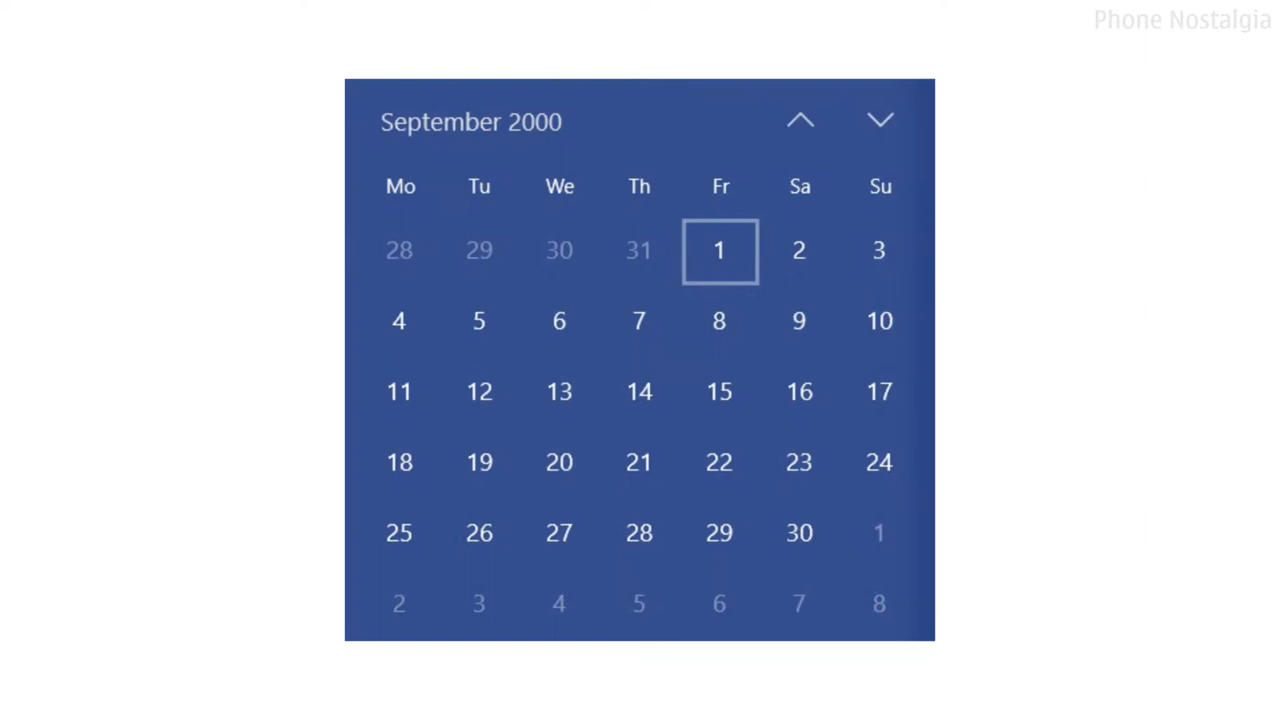 Phone Nostalgia
September 2000
Mo Tu We Th Fr Sa Su
28 29 30 31 1 2 3
4 5 6 7 8 9 10
11 12 13 14 15 16 17
18 19 20 21 22 23 24
25 26 27 28 29 30 1
2 3 4 5 6 7 8